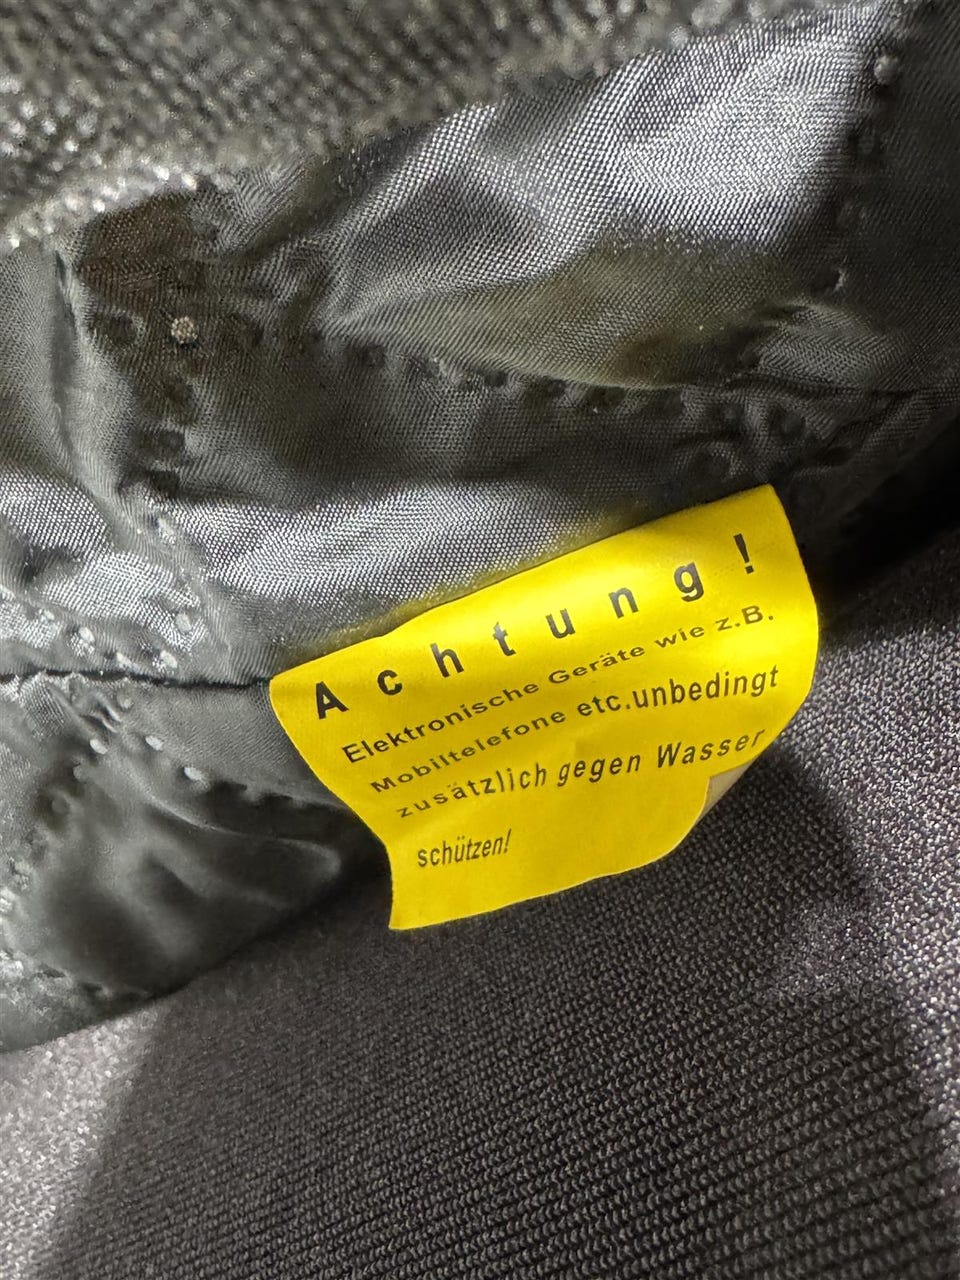 Achtung!
Elektronische Geräte wie z.B.
Mobiltelefone etc.unbedingt
zusätzlich gegen Wasser
schützen!